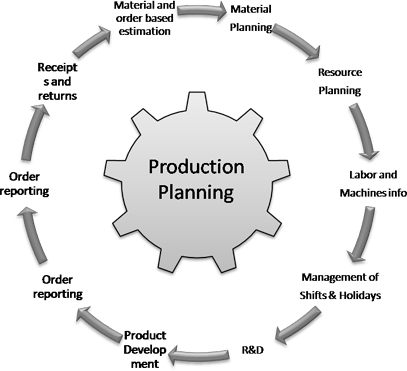 Material and
order based
estimation
Material
Planning
Resource
Planning
Labor and
Machines info
Management of
Shifts & Holidays
R&D
Product
Develop
ment
Order
reporting
Order
reporting
Receipt
s and
returns
Production
Planning